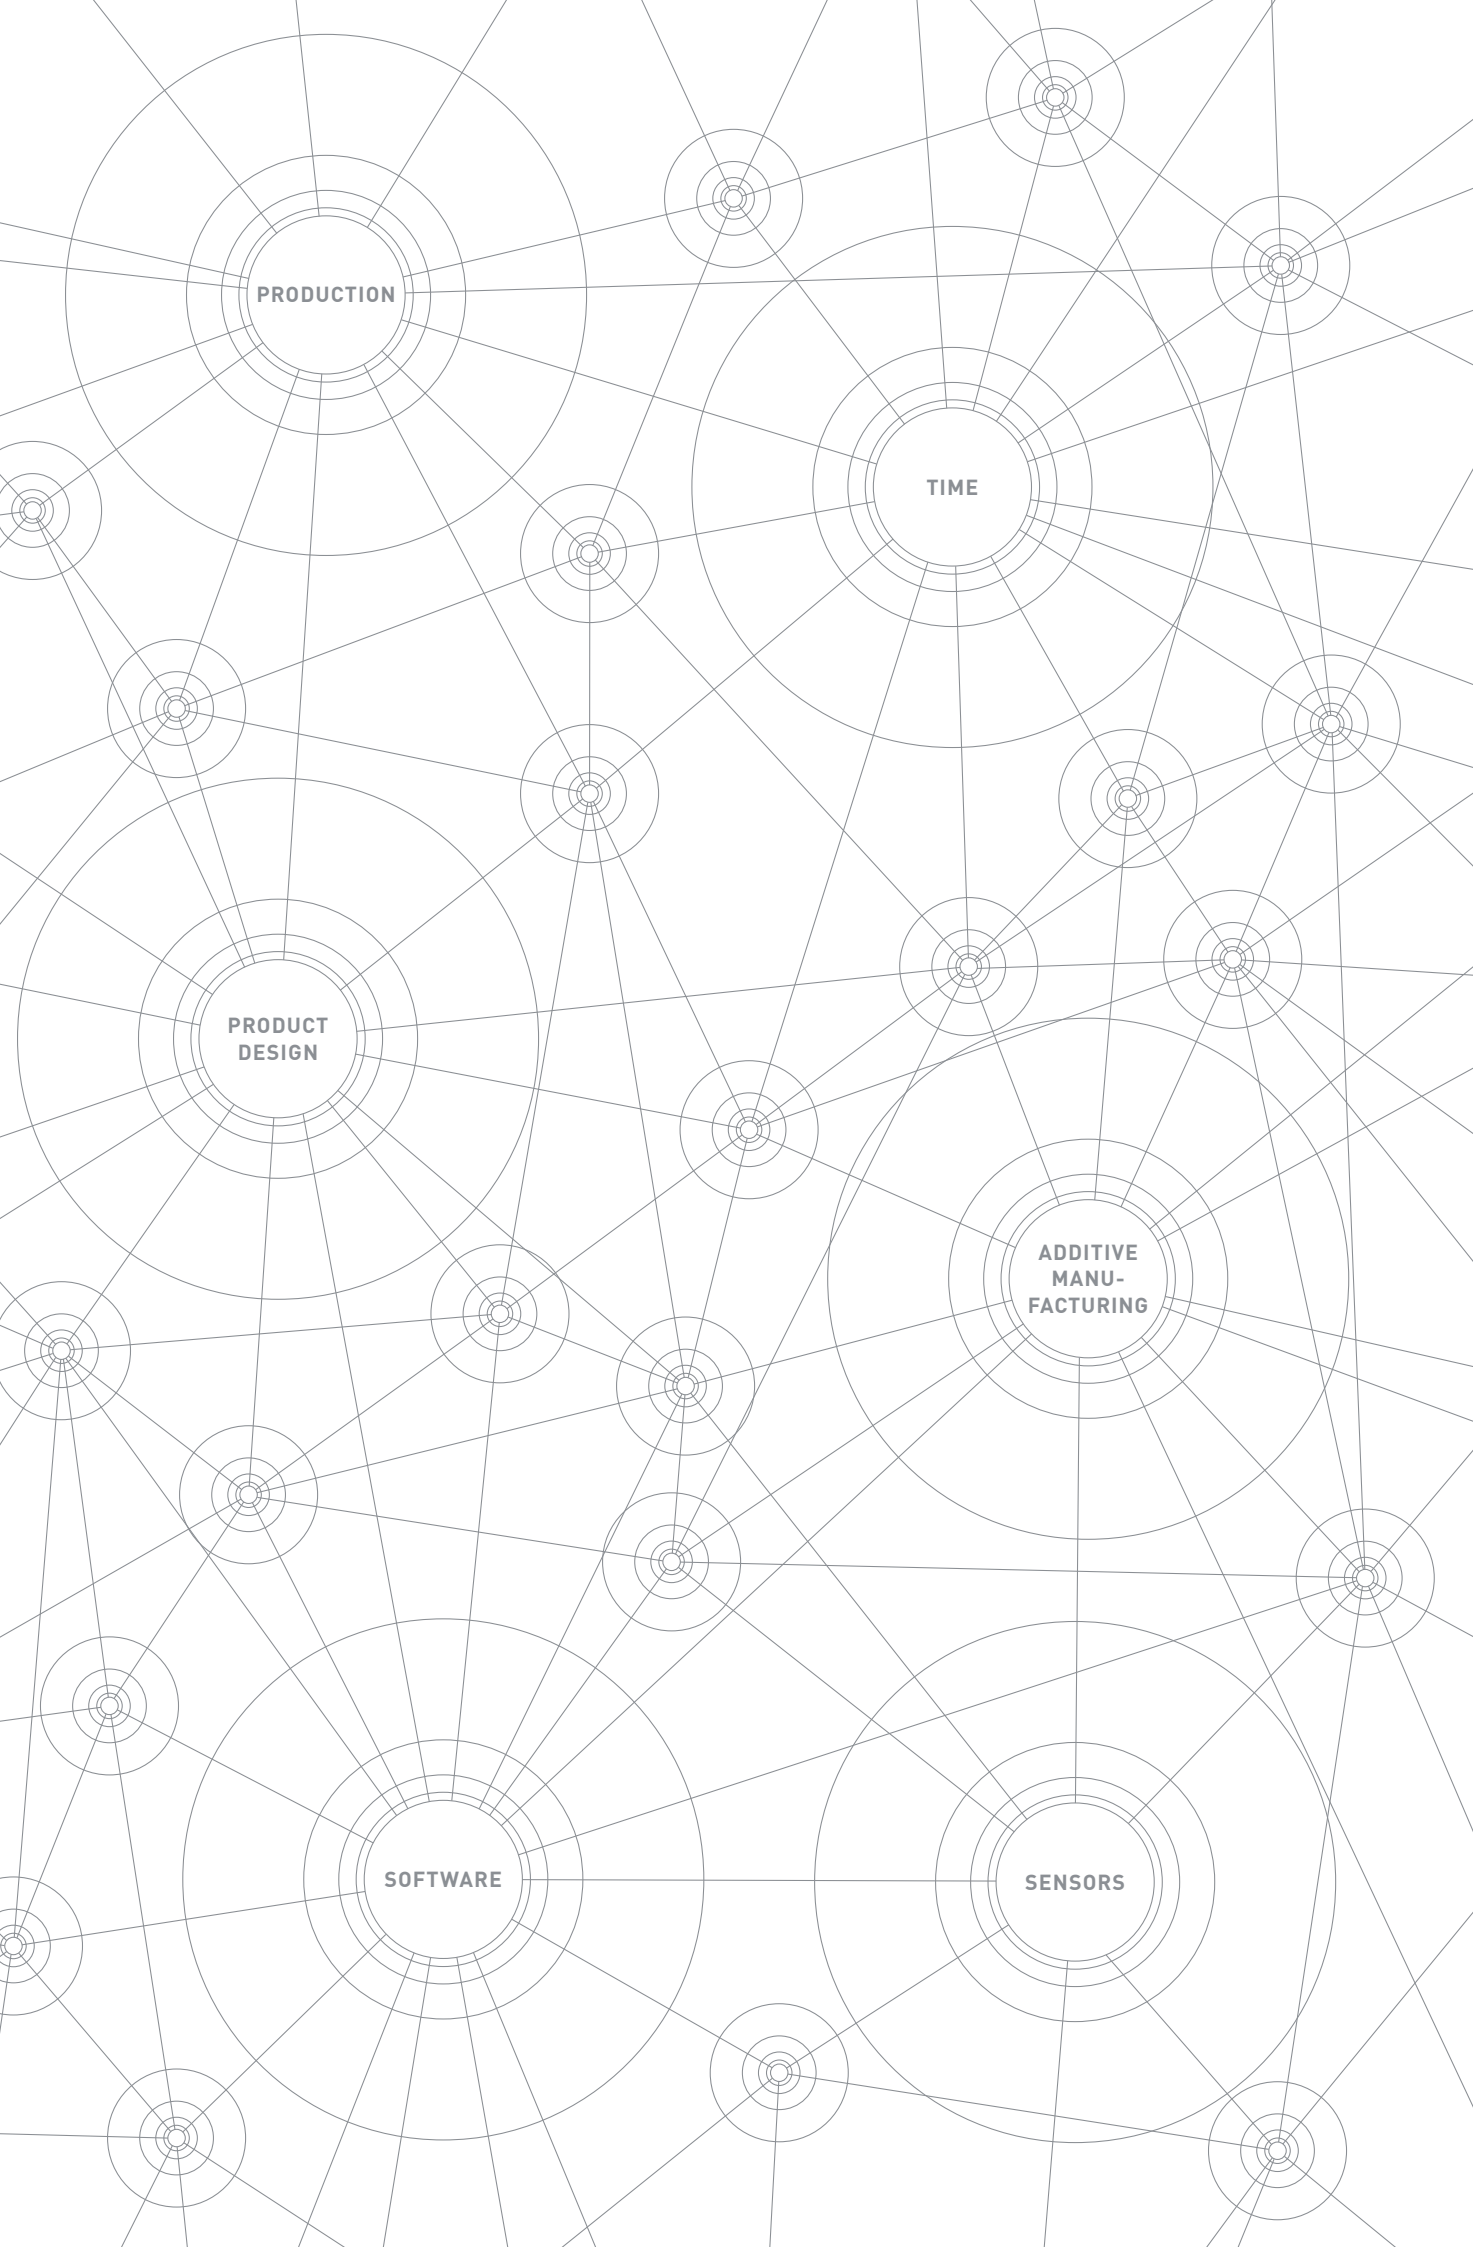 PRODUCTION
TIME
PRODUCT
DESIGN
ADDITIVE
MANU-
FACTURING
SOFTWARE
SENSORS